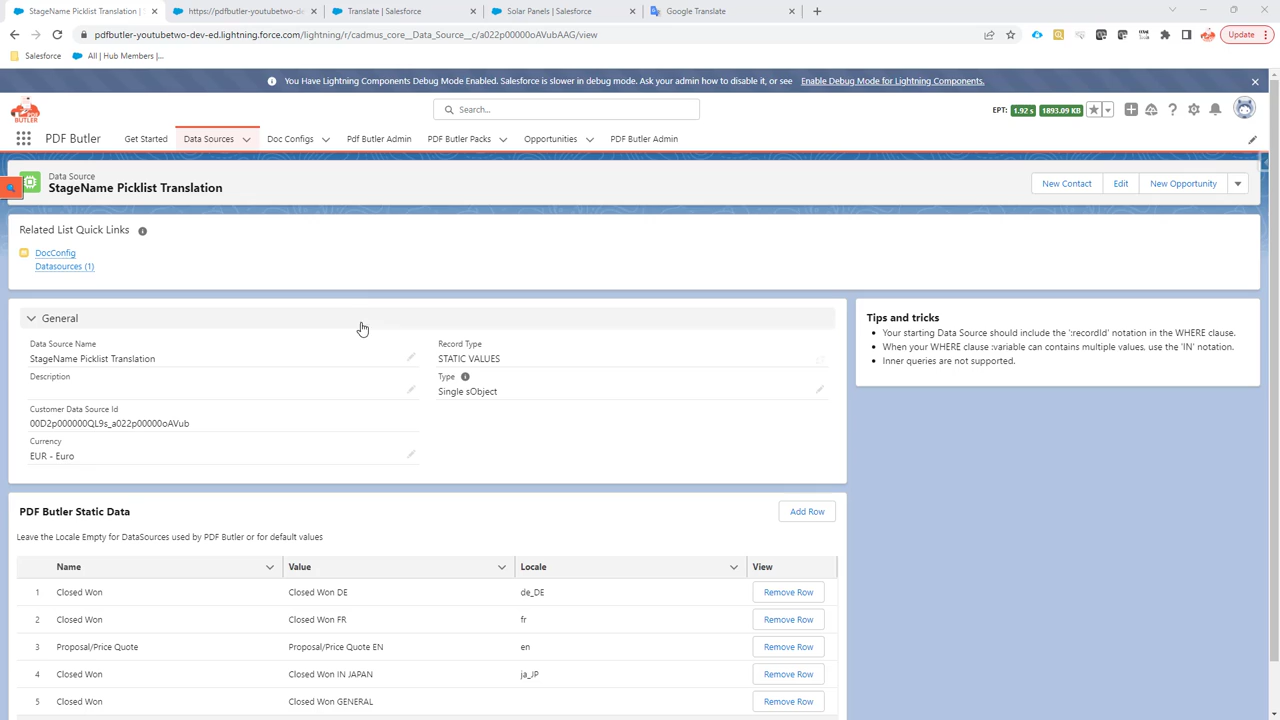 StageName Picklist Translation | S
https://pdfbutler-youtubetwo-de
Translate | Salesforce
Solar Panels | Salesforce
Google Translate
pdfbutler-youtubetwo-dev-ed.lightning.force.com/lightning/r/cadmus_core__Data_Source__c/a022p00000oAVubAAG/view
Update
Salesforce
All | Hub Members |...
You Have Lightning Components Debug Mode Enabled. Salesforce is slower in debug mode. Ask your admin how to disable it, or see Enable Debug Mode for Lightning Components.
PDF
BUTLER
Search...
EPT: 1.92 s 1893.09 KB
PDF Butler
Get Started
Data Sources
Doc Configs
Pdf Butler Admin
PDF Butler Packs
Opportunities
PDF Butler Admin
Data Source
StageName Picklist Translation
New Contact
Edit
New Opportunity
Related List Quick Links
DocConfig
Datasources (1)
General
Data Source Name
StageName Picklist Translation
Description
Customer Data Source Id
00D2p000000QL9s_a022p00000oAVub
Currency
EUR - Euro
Record Type
STATIC VALUES
Type
Single sObject
Tips and tricks
• Your starting Data Source should include the ':recordId' notation in the WHERE clause.
• When your WHERE clause :variable can contains multiple values, use the 'IN' notation.
• Inner queries are not supported.
PDF Butler Static Data
Add Row
Leave the Locale Empty for DataSources used by PDF Butler or for default values
Name Value Locale View
1 Closed Won Closed Won DE de_DE Remove Row
2 Closed Won Closed Won FR fr Remove Row
3 Proposal/Price Quote Proposal/Price Quote EN en Remove Row
4 Closed Won Closed Won IN JAPAN ja_JP Remove Row
5 Closed Won Closed Won GENERAL Remove Row